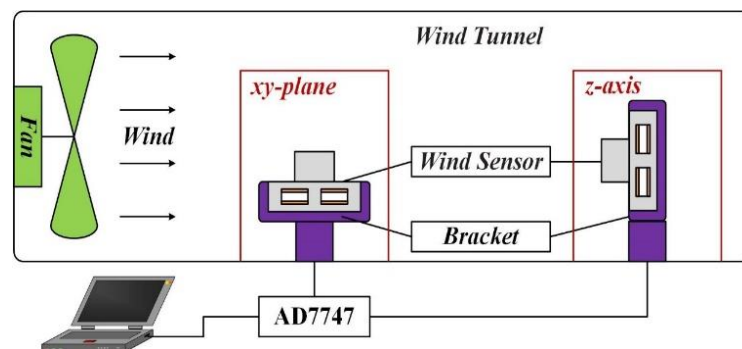 Wind Tunnel
xy-plane
z-axis
Fan
Wind
Wind Sensor
Bracket
AD7747